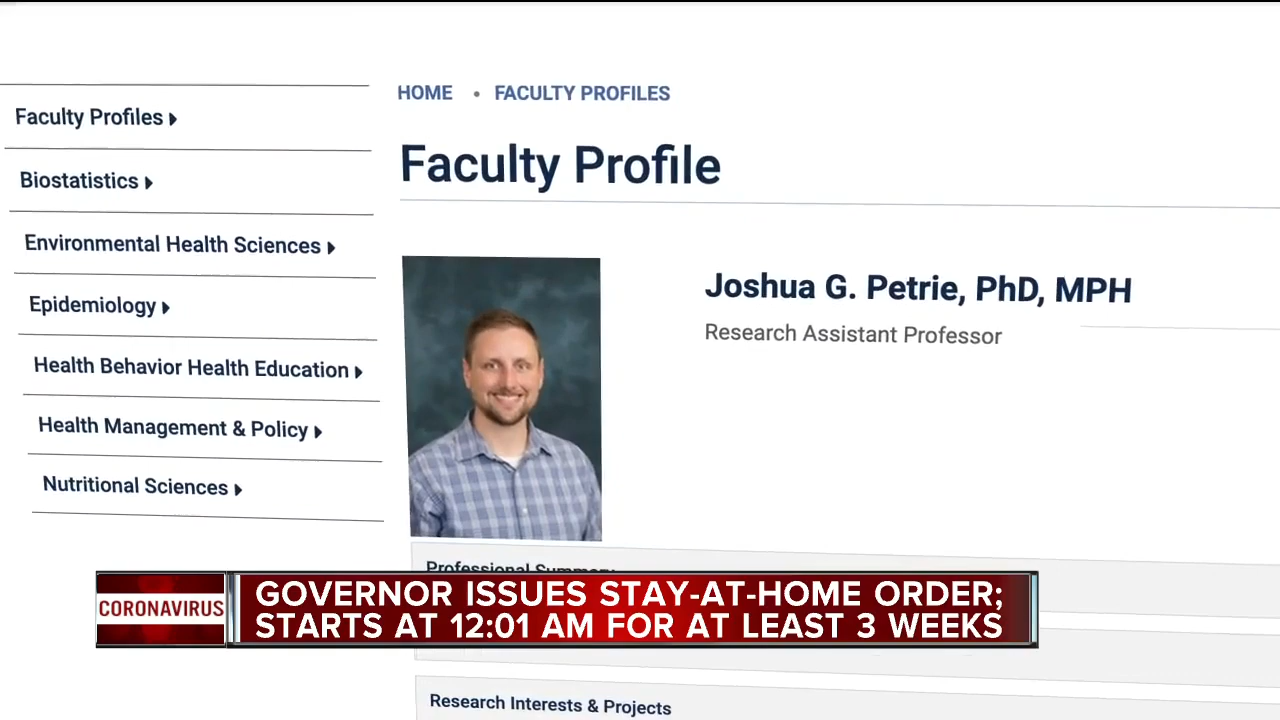 HOME • FACULTY PROFILES
Faculty Profiles
Biostatistics
Environmental Health Sciences
Epidemiology
Health Behavior Health Education
Health Management & Policy
Nutritional Sciences
Faculty Profile
Joshua G. Petrie, PhD, MPH
Research Assistant Professor
Professional Summary
Research Interests & Projects
CORONAVIRUS
GOVERNOR ISSUES STAY-AT-HOME ORDER;
STARTS AT 12:01 AM FOR AT LEAST 3 WEEKS